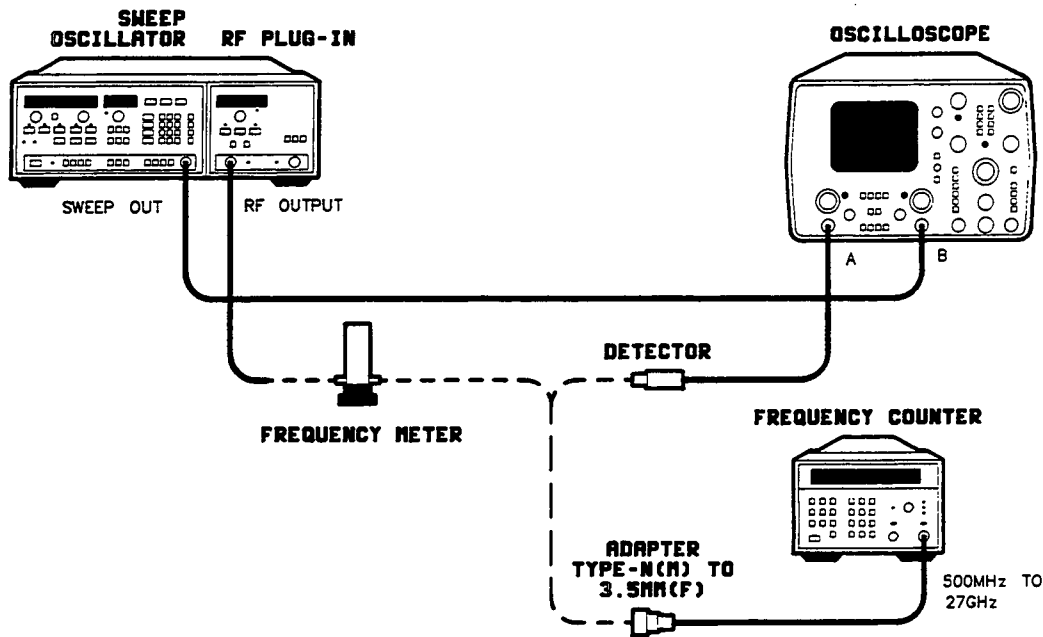 SWEEP
OSCILLATOR RF PLUG-IN
OSCILLOSCOPE
SWEEP OUT
RF OUTPUT
A
B
DETECTOR
FREQUENCY METER
FREQUENCY COUNTER
ADAPTER
TYPE-N(M) TO
3.5MM(F)
500MHz TO
27GHz